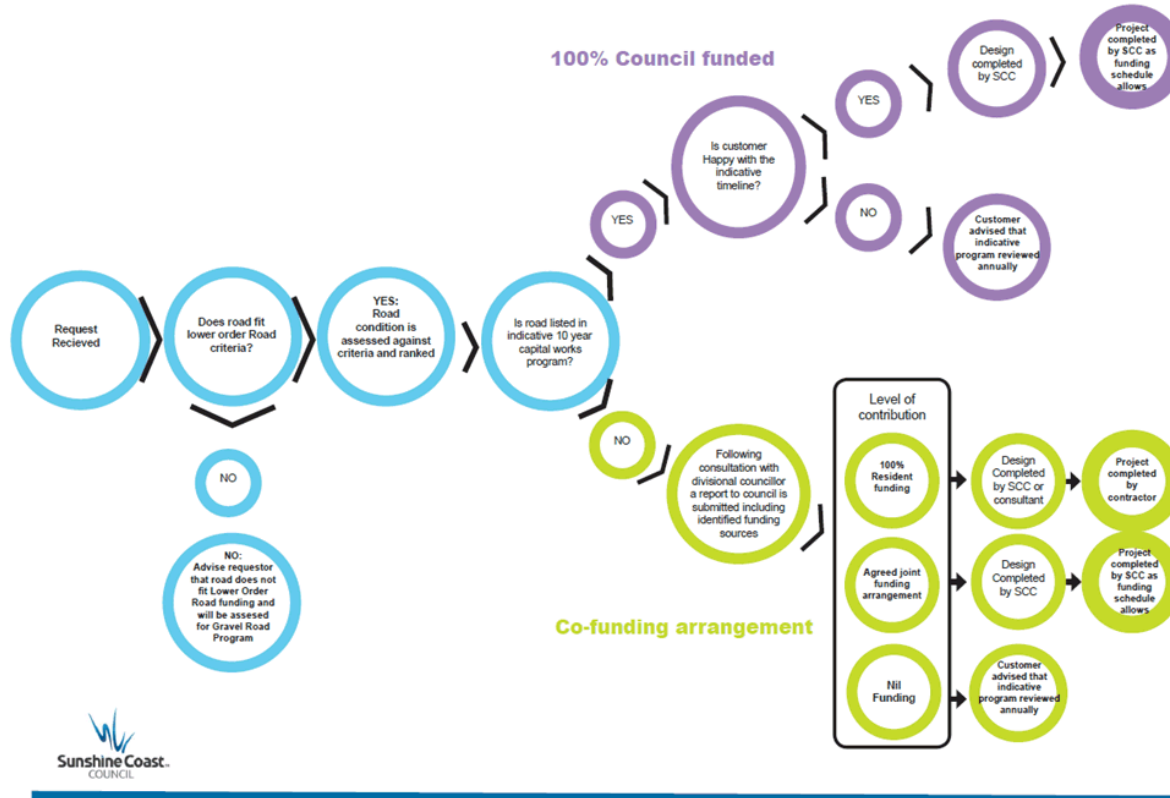 100% Council funded
Request
Recieved
Does road fit
lower order Road
criteria?
YES:
Road
condition is
assessed against
criteria and ranked
Is road listed in
indicative 10 year
capital works
program?
YES
Is customer
Happy with the
indicative
timeline?
YES
Design
completed
by SCC
Project
completed
by SCC as
funding
schedule
allows
NO
Customer
advised that
indicative
program reviewed
annually
NO
NO:
Advise requestor
that road does not
fit Lower Order
Road funding and
will be assesed
for Gravel Road
Program
NO
Following
consultation with
divisional councillor
a report to council is
submitted including
identified funding
sources
Co-funding arrangement
Level of
contribution
100%
Resident
funding
Design
Completed
by SCC or
consultant
Project
completed
by
contractor
Agreed joint
funding
arrangement
Design
Completed
by SCC
Project
completed
by SCC as
funding
schedule
allows
Nil
Funding
Customer
advised that
indicative
program reviewed
annually
Sunshine Coast
COUNCIL